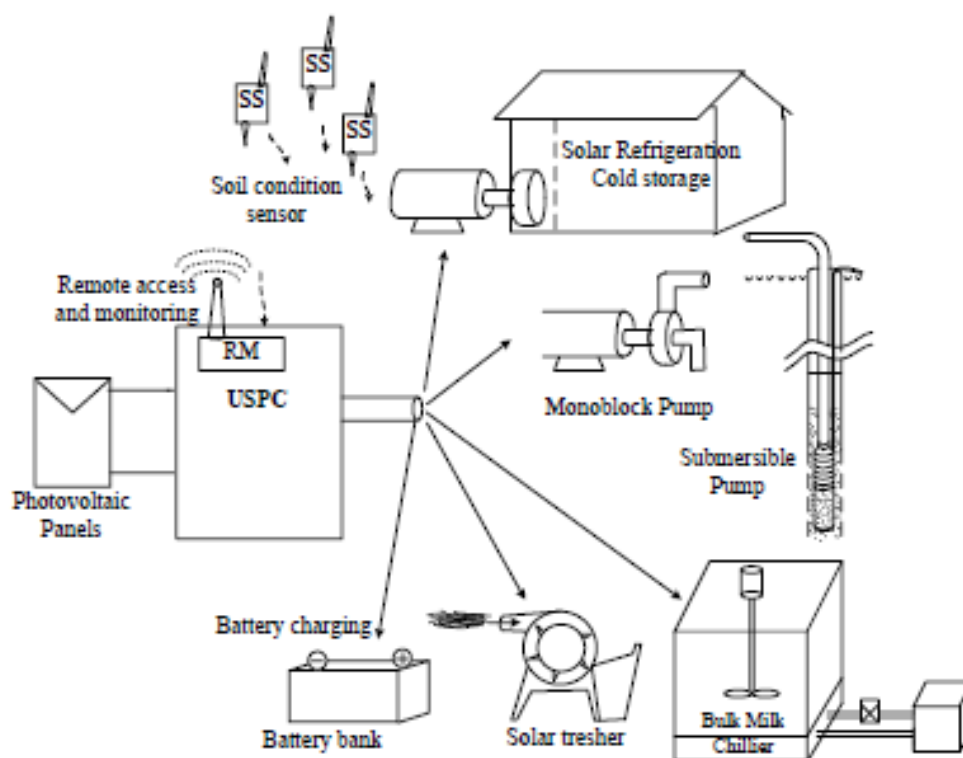 SS
SS
SS
Soil condition
sensor
Solar Refrigeration
Cold storage
Remote access
and monitoring
RM
USPC
Photovoltaic
Panels
Monoblock Pump
Submersible
Pump
Battery charging
Battery bank
Solar tresher
Bulk Milk
Chillier